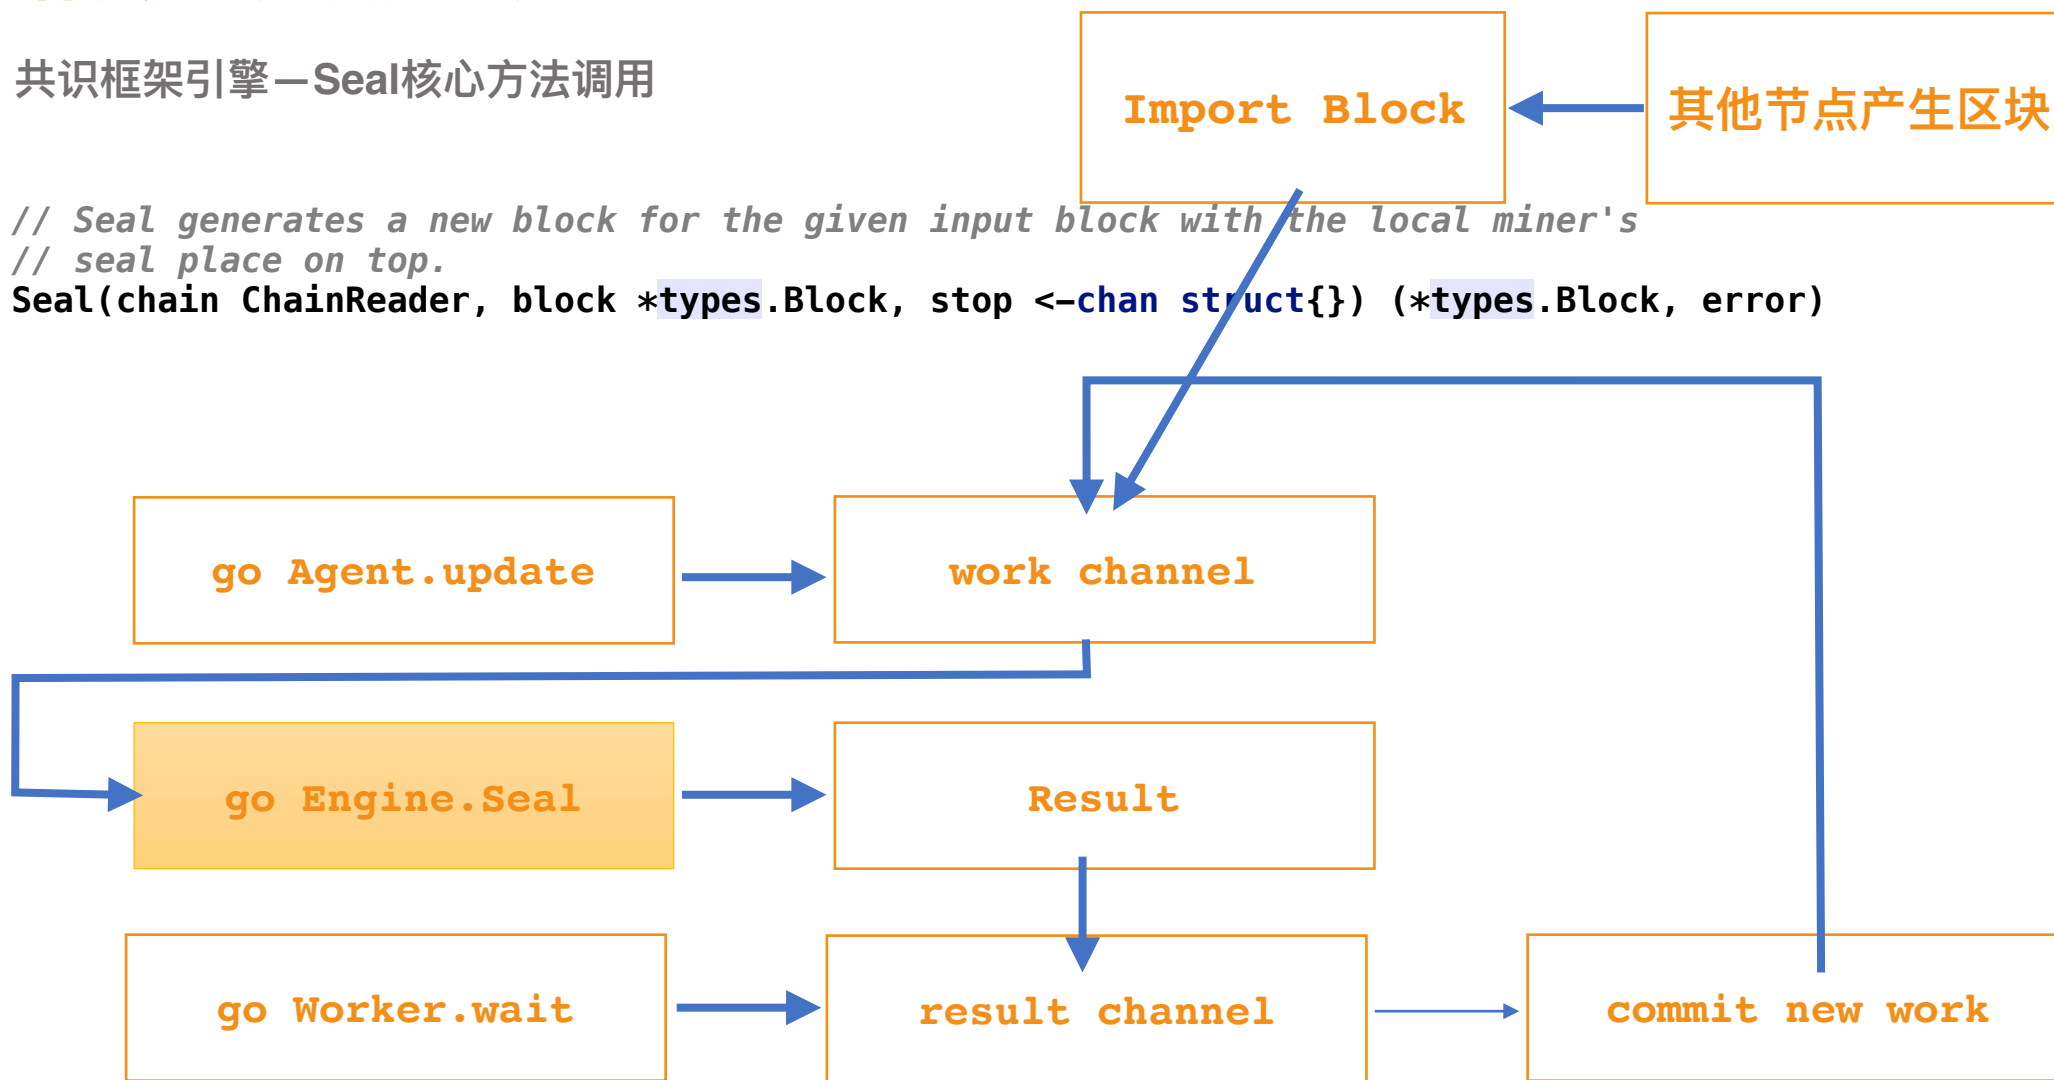 共识框架引擎—Seal核心方法调用
Import Block
其他节点产生区块
// Seal generates a new block for the given input block with the local miner's
// seal place on top.
Seal(chain ChainReader, block *types.Block, stop <-chan struct{}) (*types.Block, error)
go Agent.update
work channel
go Engine.Seal
Result
go Worker.wait
result channel
commit new work